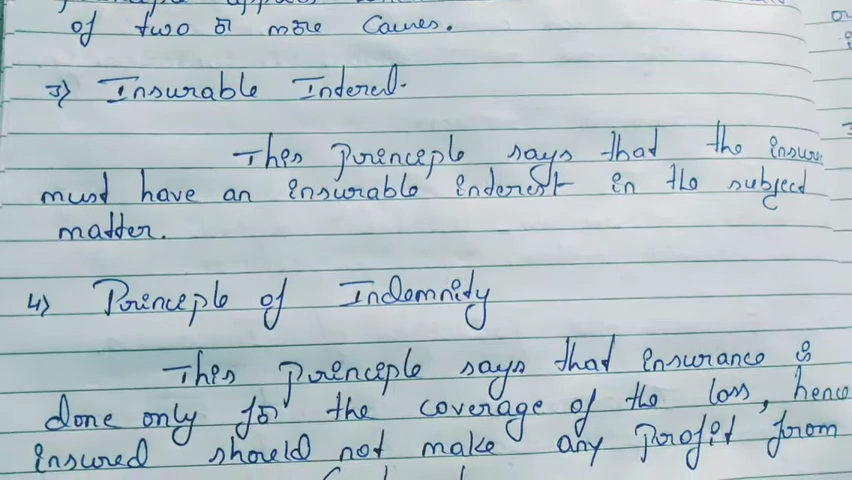 of two or more Causes.
3) Insurable Interest.
This principle says that the insure
must have an insurable interest in the subject
matter.
4) Principle of Indemnity
This principle says that insurance is
done only for the coverage of the loss, hence
insured should not make any profit from